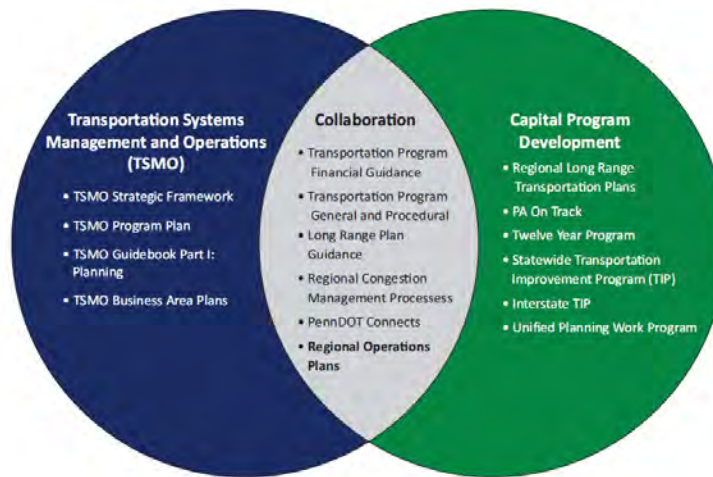 Transportation Systems
Management and Operations
(TSMO)
• TSMO Strategic Framework
• TSMO Program Plan
• TSMO Guidebook Part I:
Planning
• TSMO Business Area Plans
Collaboration
• Transportation Program
Financial Guidance
• Transportation Program
General and Procedural
• Long Range Plan
Guidance
• Regional Congestion
Management Processess
• PennDOT Connects
• Regional Operations
Plans
Capital Program
Development
• Regional Long Range
Transportation Plans
• PA On Track
• Twelve Year Program
• Statewide Transportation
Improvement Program (TIP)
• Interstate TIP
• Unified Planning Work Program